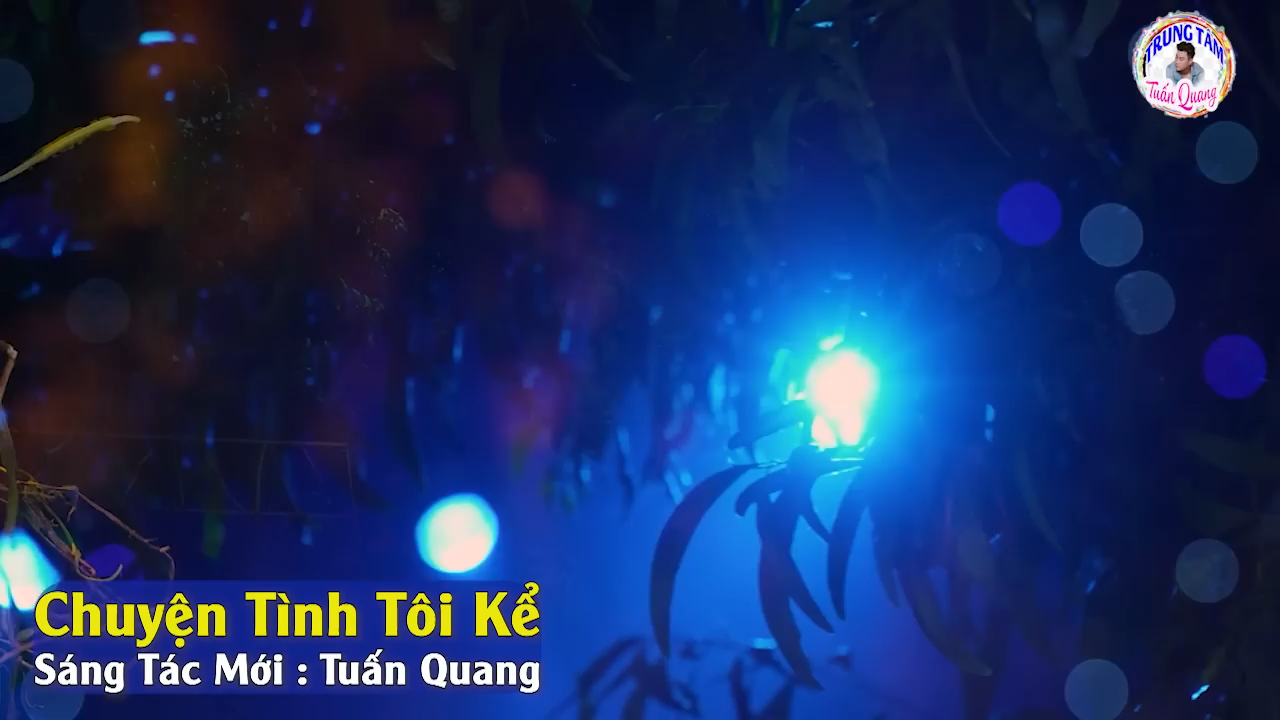 TRUNG TÂM
Tuấn Quang
Chuyện Tình Tôi Kể
Sáng Tác Mới : Tuấn Quang